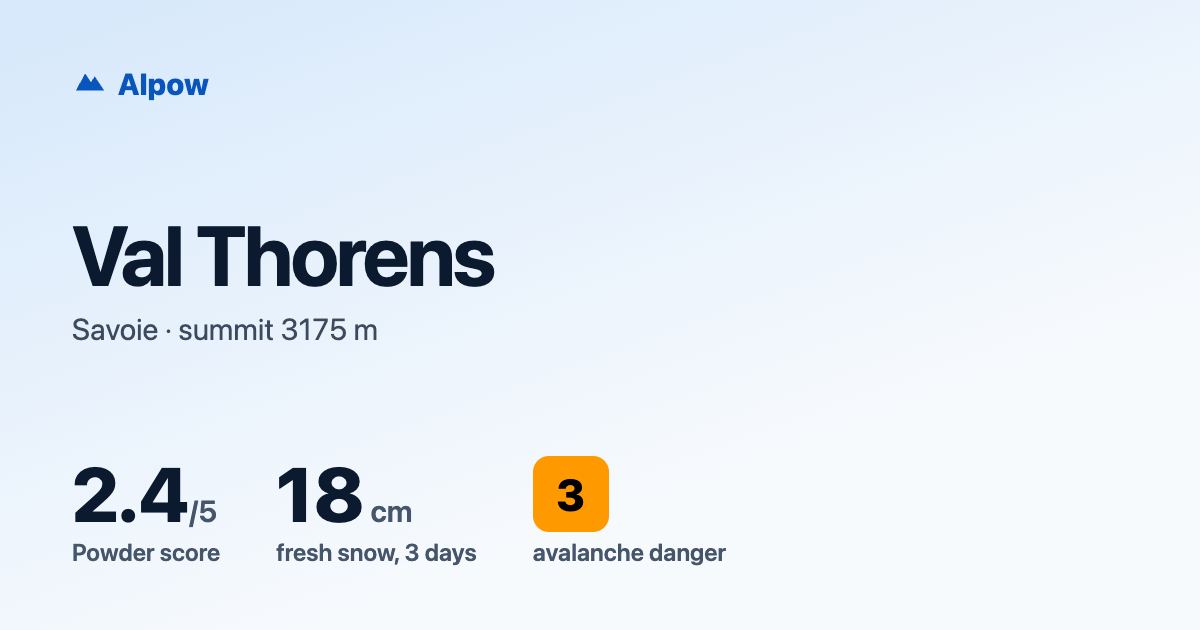 Alpow
Val Thorens
Savoie · summit 3175 m
2.4/5
Powder score
18 cm
fresh snow, 3 days
3
avalanche danger